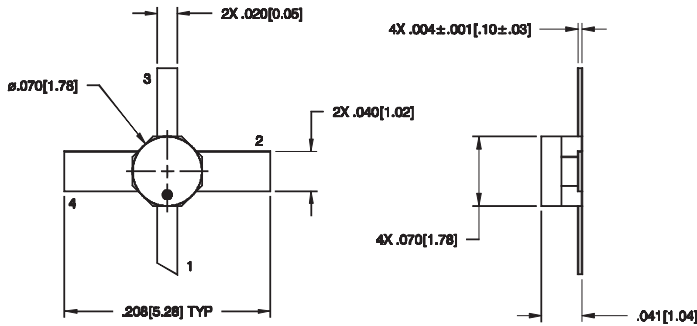 2X .020[0.05]
4X .004±.001[.10±.03]
3
ø.070[1.78]
2X .040[1.02]
2
4
4X .070[1.78]
1
.208[5.28] TYP
.041[1.04]